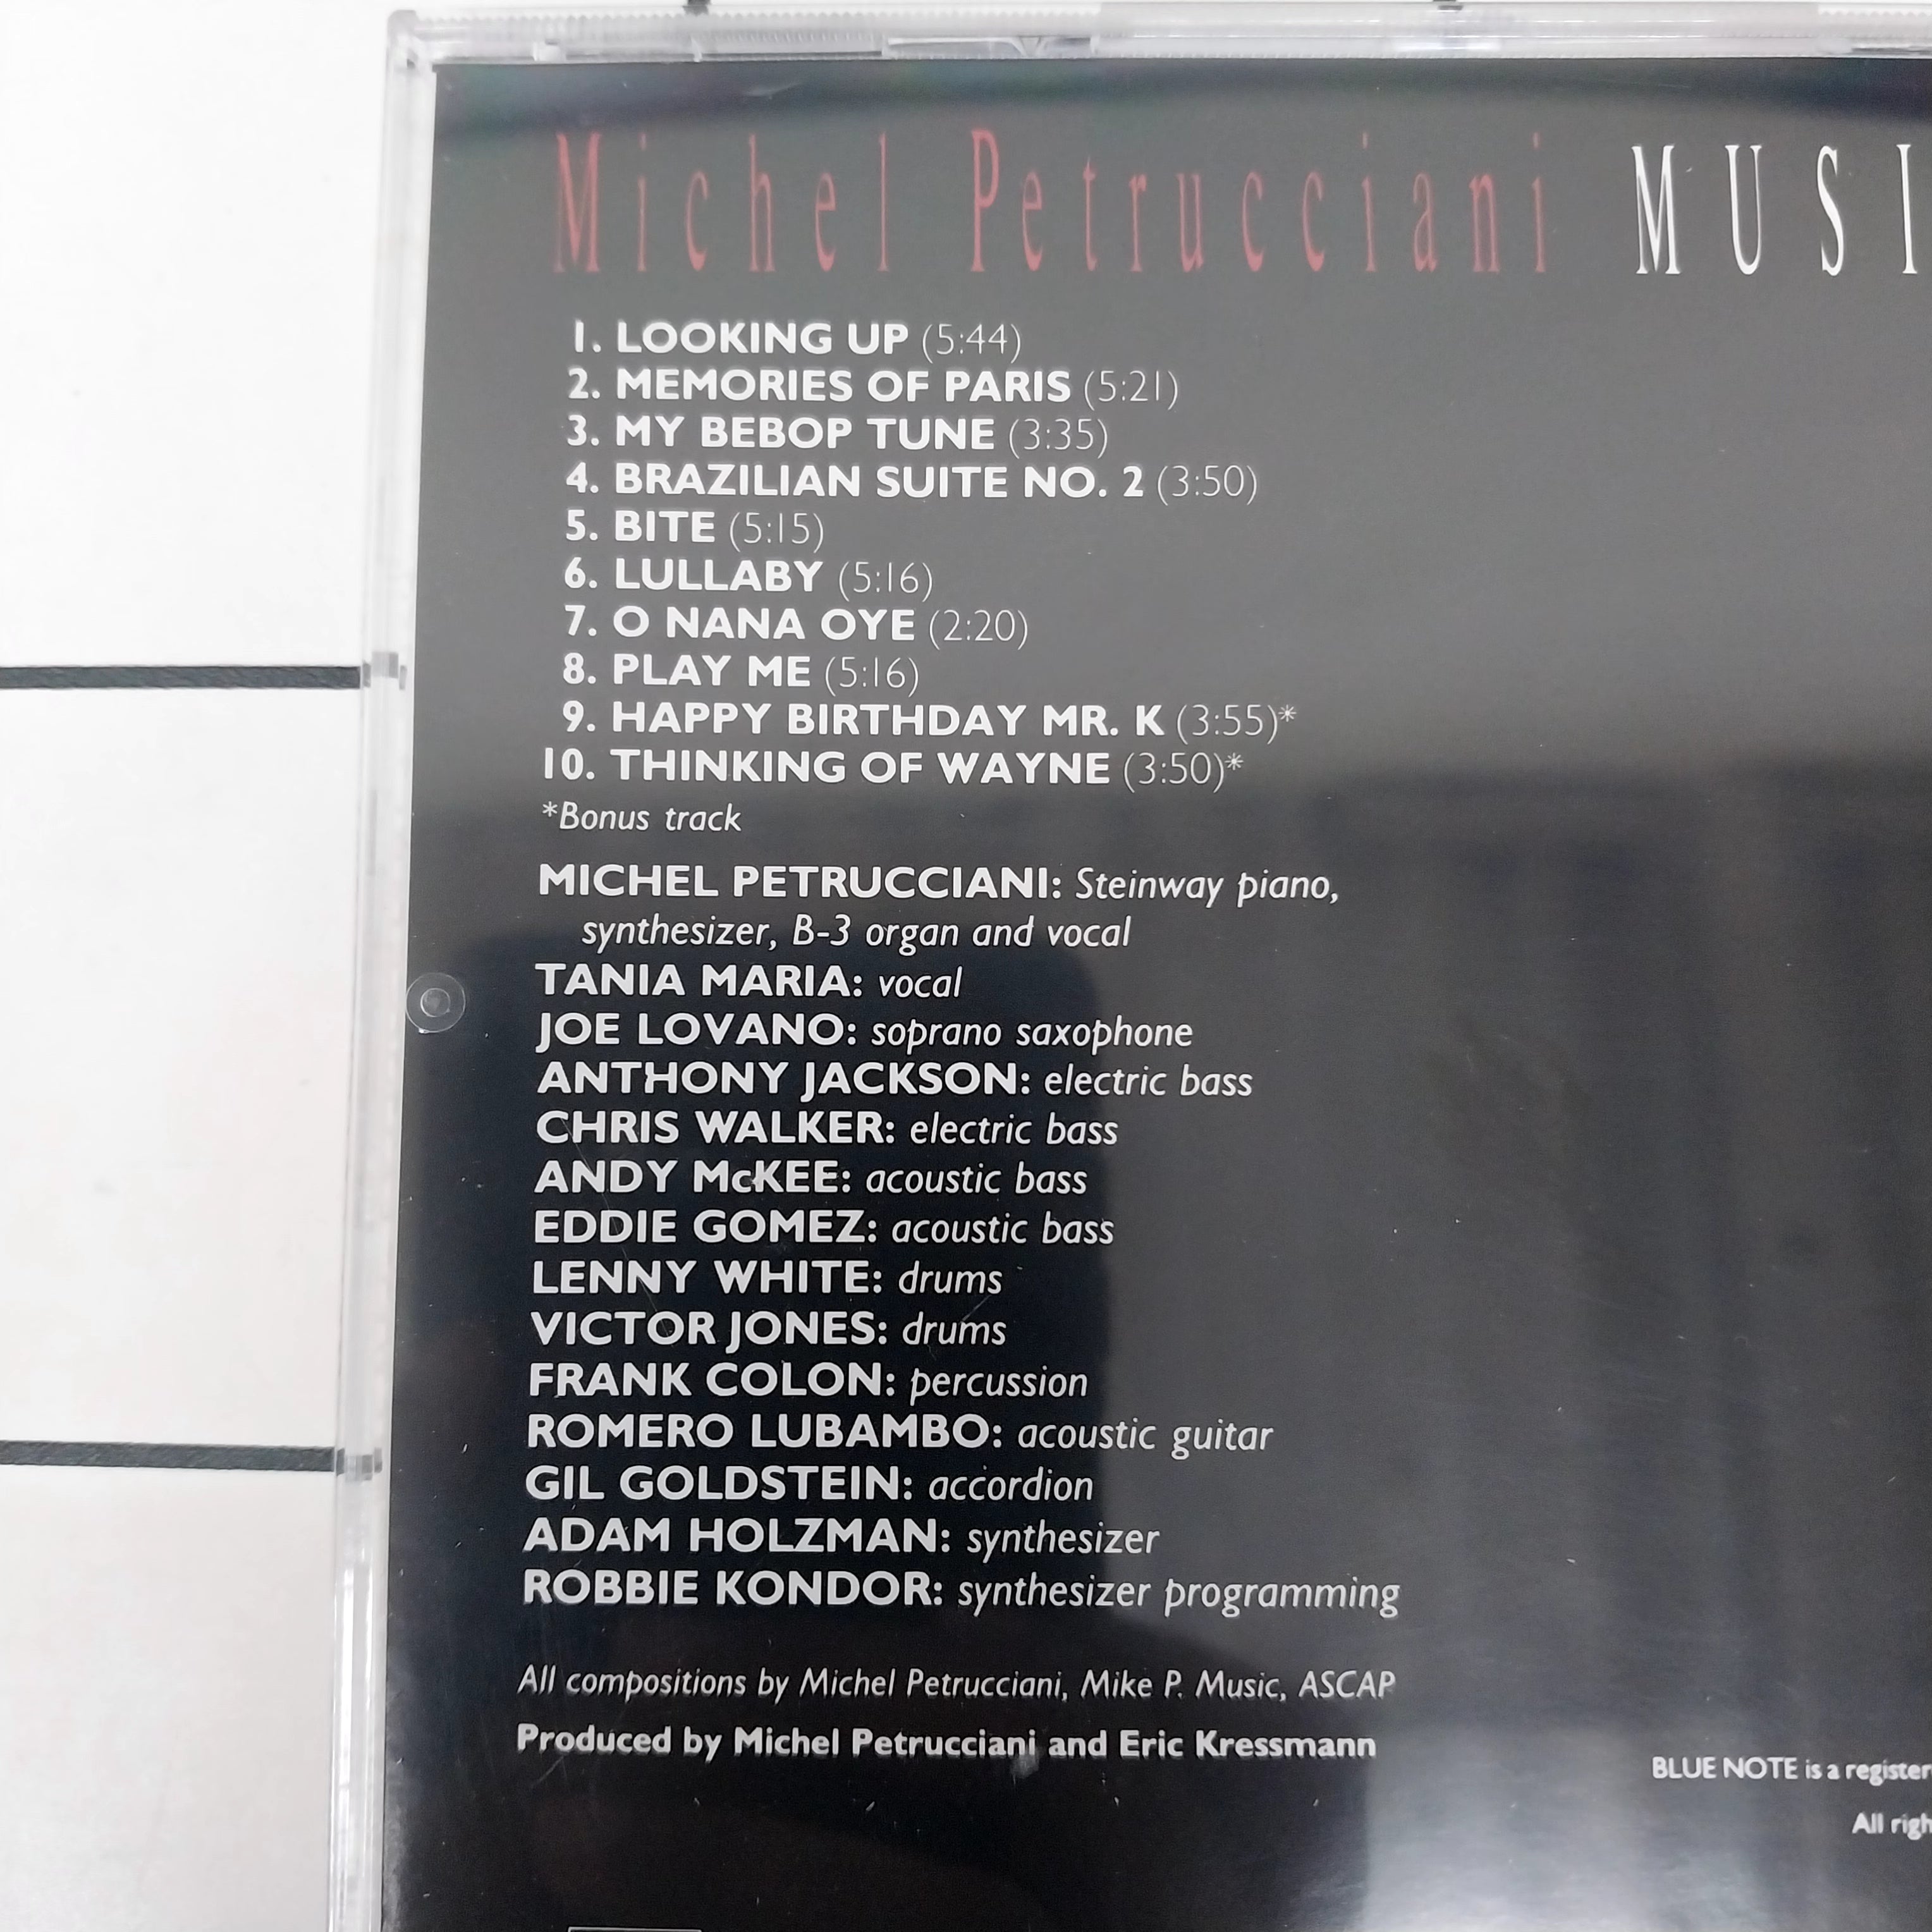 Michel Petrucciani MUSI
1. LOOKING UP (5:44)
2. MEMORIES OF PARIS (5:21)
3. MY BEBOP TUNE (3:35)
4. BRAZILIAN SUITE NO. 2 (3:50)
5. BITE (5:15)
6. LULLABY (5:16)
7. O NANA OYE (2:20)
8. PLAY ME (5:16)
9. HAPPY BIRTHDAY MR. K (3:55)*
10. THINKING OF WAYNE (3:50)*
*Bonus track
MICHEL PETRUCCIANI: Steinway piano,
synthesizer, B-3 organ and vocal
TANIA MARIA: vocal
JOE LOVANO: soprano saxophone
ANTHONY JACKSON: electric bass
CHRIS WALKER: electric bass
ANDY McKEE: acoustic bass
EDDIE GOMEZ: acoustic bass
LENNY WHITE: drums
VICTOR JONES: drums
FRANK COLON: percussion
ROMERO LUBAMBO: acoustic guitar
GIL GOLDSTEIN: accordion
ADAM HOLZMAN: synthesizer
ROBBIE KONDOR: synthesizer programming
All compositions by Michel Petrucciani, Mike P. Music, ASCAP
Produced by Michel Petrucciani and Eric Kressmann
BLUE NOTE is a register
All righ